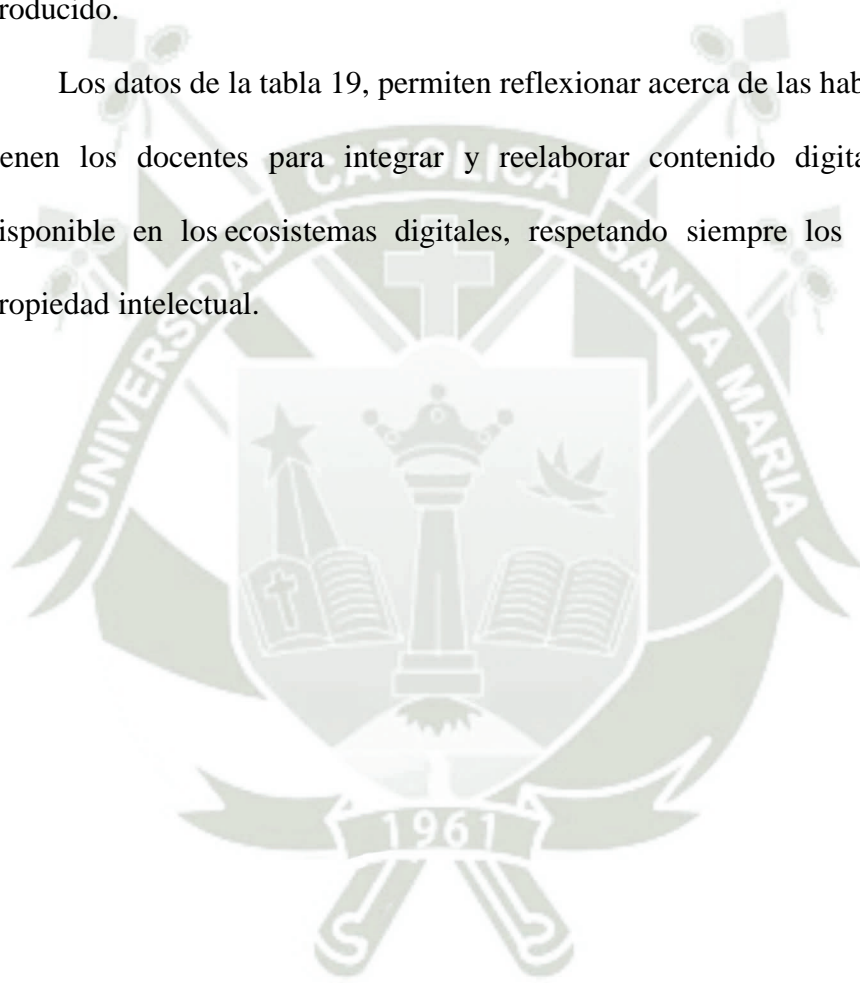 roducido.
Los datos de la tabla 19, permiten reflexionar acerca de las hab
enen los docentes para integrar y reelaborar contenido digita
isponible en los ecosistemas digitales, respetando siempre los
ropiedad intelectual.
UNIVERSIDAD CATOLICA SANTA MARIA
1961